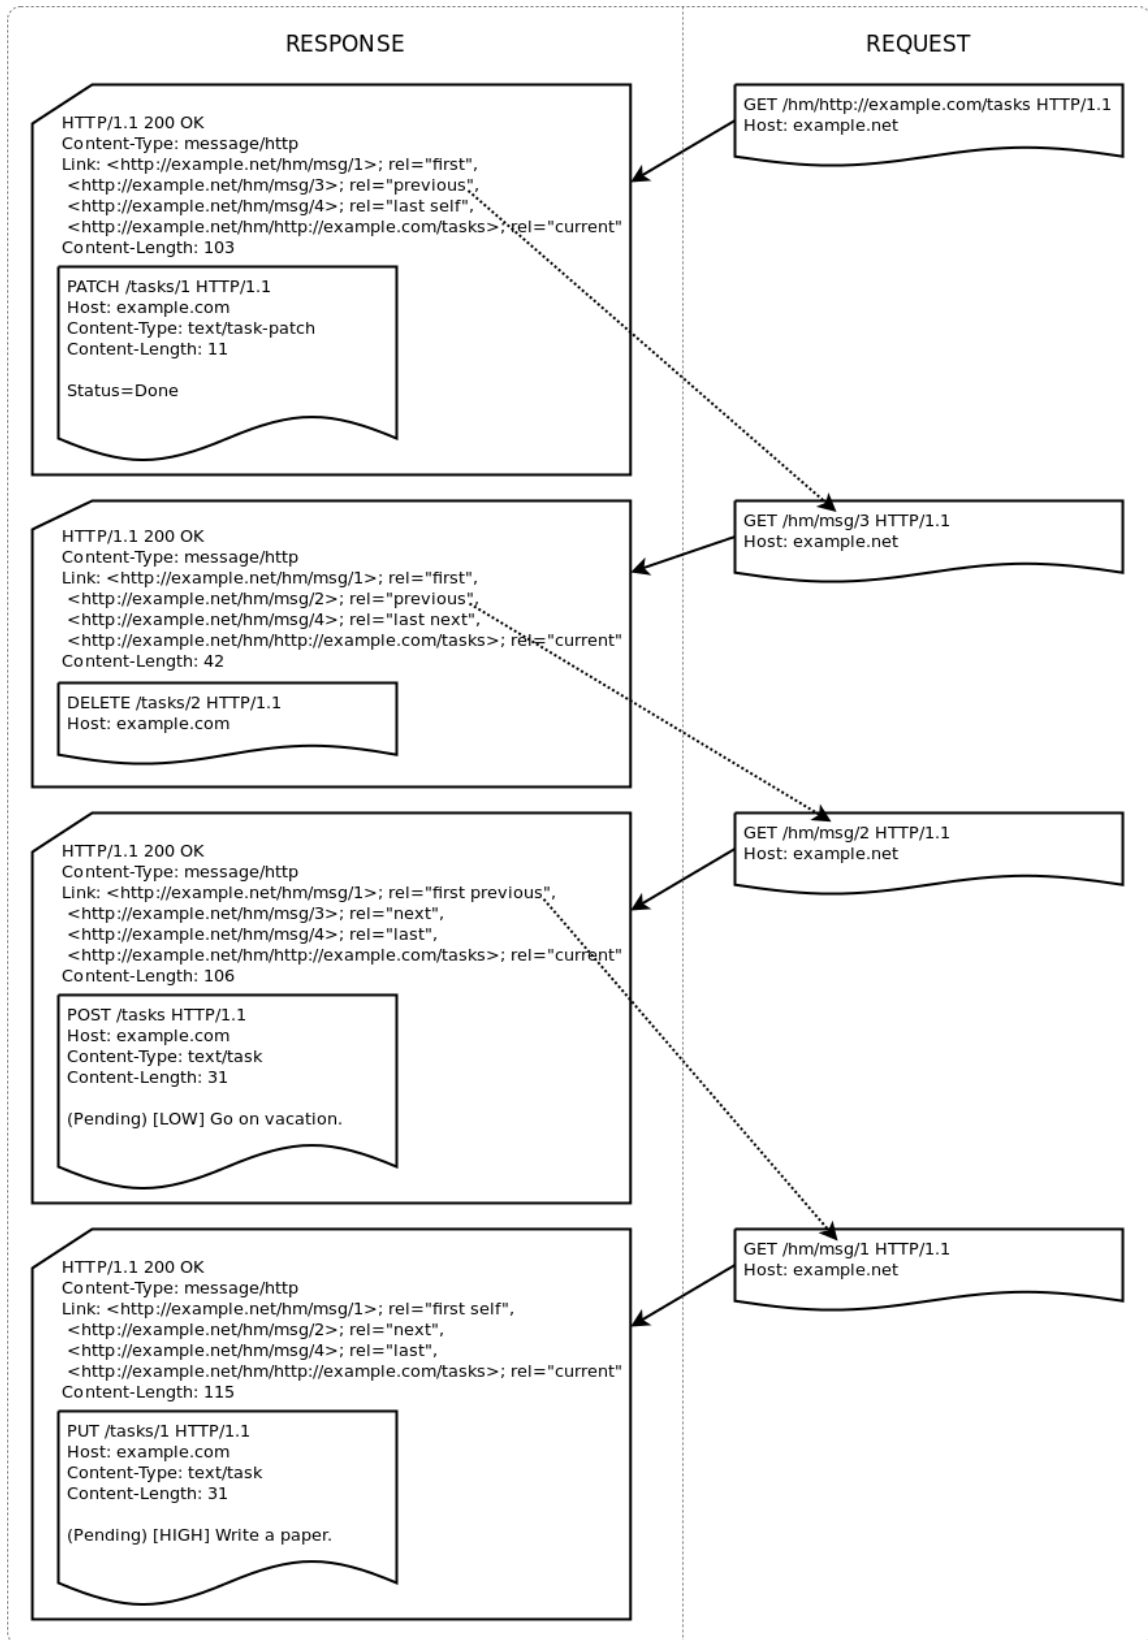 RESPONSE
REQUEST
GET /hm/http://example.com/tasks HTTP/1.1
Host: example.net
HTTP/1.1 200 OK
Content-Type: message/http
Link: <http://example.net/hm/msg/1>; rel="first",
<http://example.net/hm/msg/3>; rel="previous",
<http://example.net/hm/msg/4>; rel="last self",
<http://example.net/hm/http://example.com/tasks>; rel="current"
Content-Length: 103
PATCH /tasks/1 HTTP/1.1
Host: example.com
Content-Type: text/task-patch
Content-Length: 11
Status=Done
GET /hm/msg/3 HTTP/1.1
Host: example.net
HTTP/1.1 200 OK
Content-Type: message/http
Link: <http://example.net/hm/msg/1>; rel="first",
<http://example.net/hm/msg/2>; rel="previous",
<http://example.net/hm/msg/4>; rel="last next",
<http://example.net/hm/http://example.com/tasks>; rel="current"
Content-Length: 42
DELETE /tasks/2 HTTP/1.1
Host: example.com
GET /hm/msg/2 HTTP/1.1
Host: example.net
HTTP/1.1 200 OK
Content-Type: message/http
Link: <http://example.net/hm/msg/1>; rel="first previous",
<http://example.net/hm/msg/3>; rel="next",
<http://example.net/hm/msg/4>; rel="last",
<http://example.net/hm/http://example.com/tasks>; rel="current"
Content-Length: 106
POST /tasks HTTP/1.1
Host: example.com
Content-Type: text/task
Content-Length: 31
(Pending) [LOW] Go on vacation.
GET /hm/msg/1 HTTP/1.1
Host: example.net
HTTP/1.1 200 OK
Content-Type: message/http
Link: <http://example.net/hm/msg/1>; rel="first self",
<http://example.net/hm/msg/2>; rel="next",
<http://example.net/hm/msg/4>; rel="last",
<http://example.net/hm/http://example.com/tasks>; rel="current"
Content-Length: 115
PUT /tasks/1 HTTP/1.1
Host: example.com
Content-Type: text/task
Content-Length: 31
(Pending) [HIGH] Write a paper.